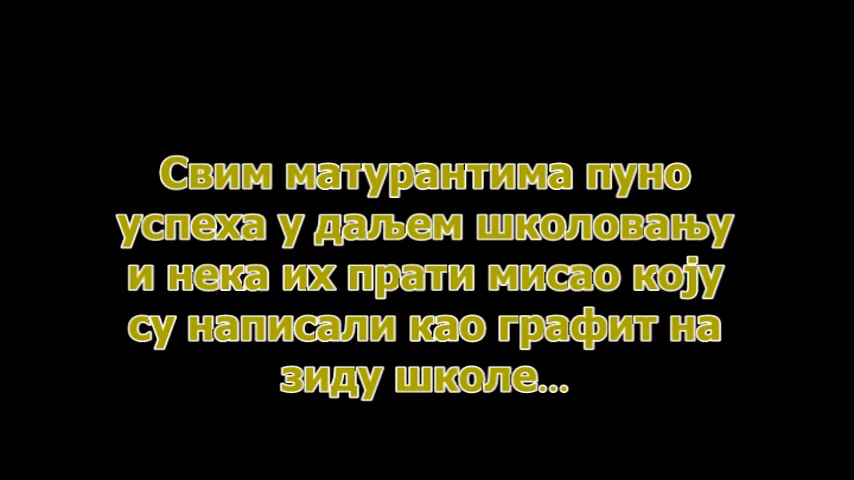 Свим матурантима пуно
успеха у даљем школовању
и нека их прати мисао коју
су написали као графит на
зиду школе...